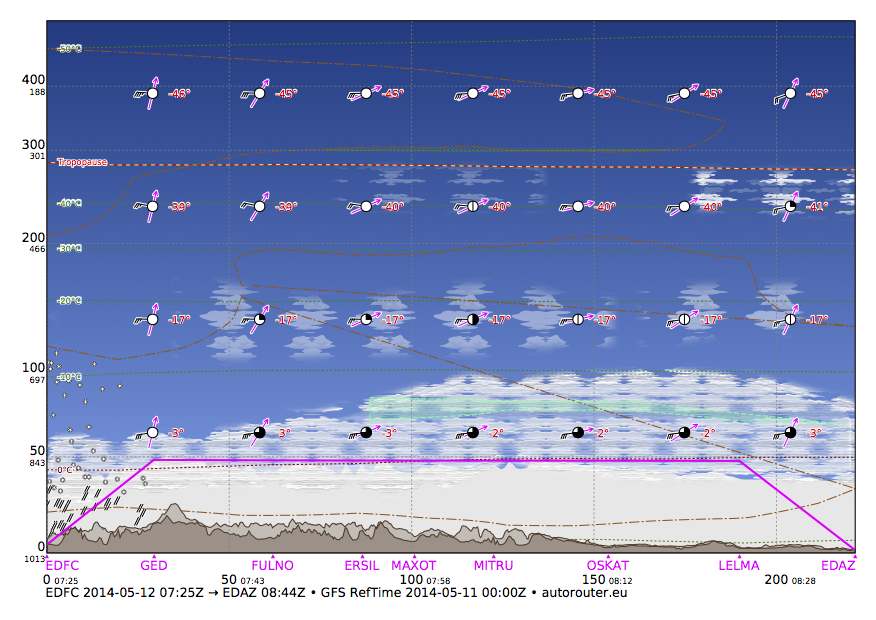 -50°C
400
188
-46° -45° -45° -45° -45° -45° -45°
300
301
Tropopause
-40°C
-39° -39° -40° -40° -40° -40° -41°
200
466
-30°C
-20°C
-17° -17° -17° -17° -17° -17° -17°
100
697
-10°C
-3° -3° -3° -2° -2° -2° -3°
50
843
0°C
0
1013
EDFC GED FULNO ERSIL MAXOT MITRU OSKAT LELMA EDAZ
0 07:25 50 07:43 100 07:58 150 08:12 200 08:28
EDFC 2014-05-12 07:25Z → EDAZ 08:44Z • GFS RefTime 2014-05-11 00:00Z • autorouter.eu